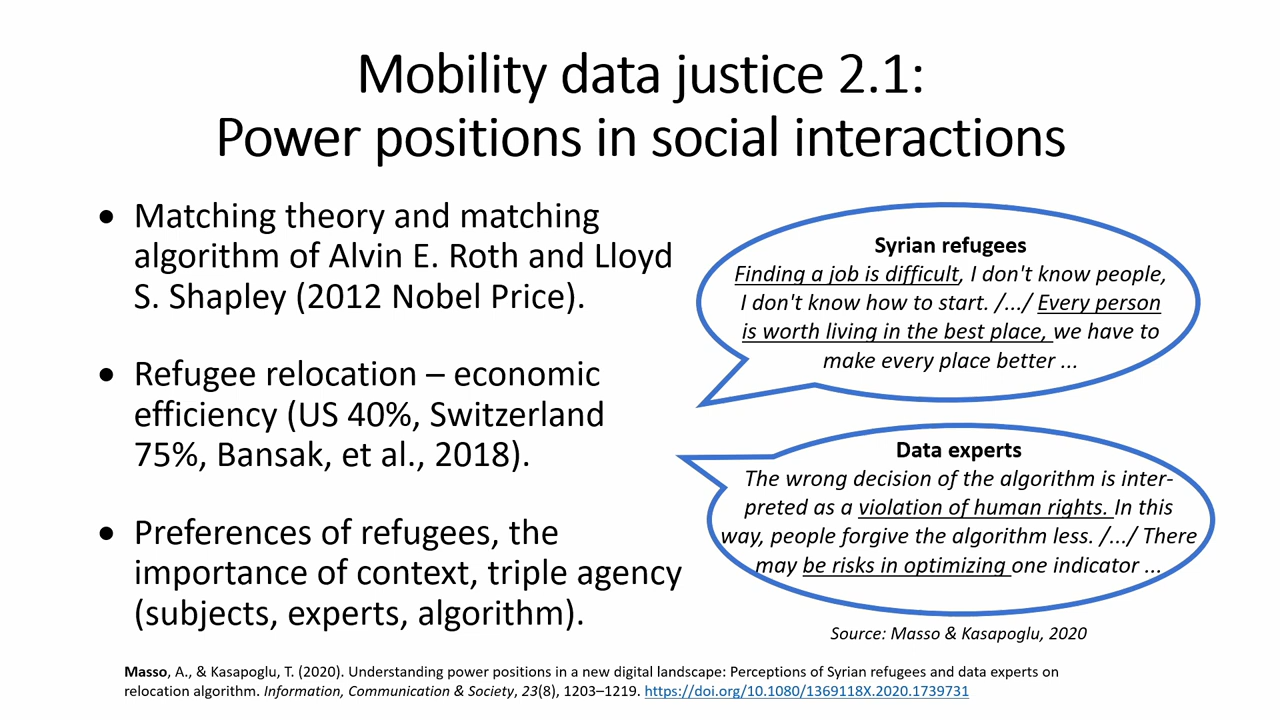 Mobility data justice 2.1:
Power positions in social interactions
• Matching theory and matching
algorithm of Alvin E. Roth and Lloyd
S. Shapley (2012 Nobel Price).
• Refugee relocation – economic
efficiency (US 40%, Switzerland
75%, Bansak, et al., 2018).
• Preferences of refugees, the
importance of context, triple agency
(subjects, experts, algorithm).
Syrian refugees
Finding a job is difficult, I don't know people,
I don't know how to start. /.../ Every person
is worth living in the best place, we have to
make every place better ...
Data experts
The wrong decision of the algorithm is inter-
preted as a violation of human rights. In this
way, people forgive the algorithm less. /.../ There
may be risks in optimizing one indicator ...
Source: Masso & Kasapoglu, 2020
Masso, A., & Kasapoglu, T. (2020). Understanding power positions in a new digital landscape: Perceptions of Syrian refugees and data experts on
relocation algorithm. Information, Communication & Society, 23(8), 1203–1219. https://doi.org/10.1080/1369118X.2020.1739731